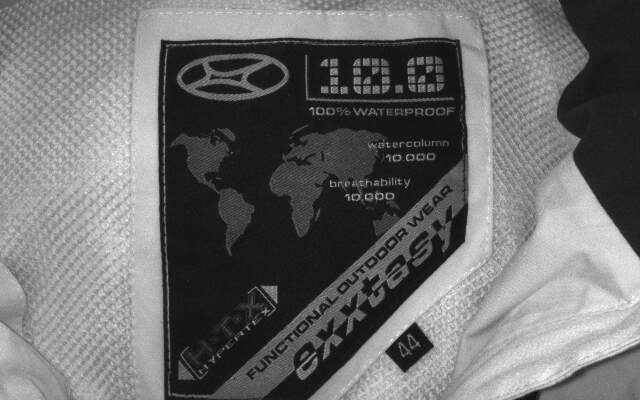 10.0
100% WATERPROOF
watercolumn
10.000
breathability
10.000
FUNCTIONAL OUTDOOR WEAR
exxtasy
H.T.X
HYPERTEX
44